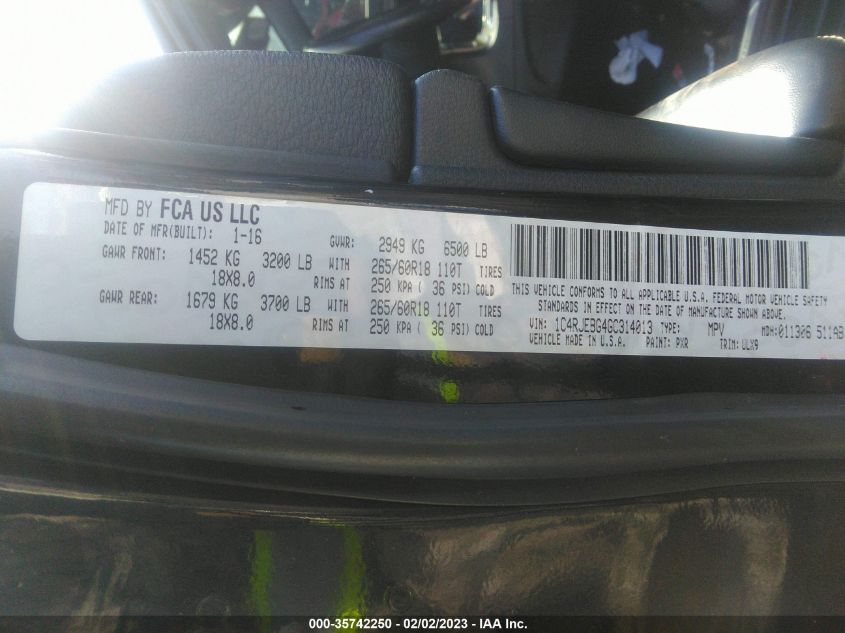 MFD BY FCA US LLC
DATE OF MFR(BUILT): 1-16 GVWR: 2949 KG 6500 LB
GAWR FRONT: 1452 KG 3200 LB WITH 265/60R18 110T TIRES
18X8.0 RIMS AT 250 KPA ( 36 PSI) COLD
GAWR REAR: 1679 KG 3700 LB WITH 265/60R18 110T TIRES
18X8.0 RIMS AT 250 KPA ( 36 PSI) COLD
THIS VEHICLE CONFORMS TO ALL APPLICABLE U.S.A. FEDERAL MOTOR VEHICLE SAFETY
STANDARDS IN EFFECT ON THE DATE OF MANUFACTURE SHOWN ABOVE.
VIN: 1C4RJEBG4GC314013 TYPE: MPV MDH: 011306 511AB
VEHICLE MADE IN U.S.A. PAINT: PXR TRIM: ULX9
000-35742250 - 02/02/2023 - IAA Inc.